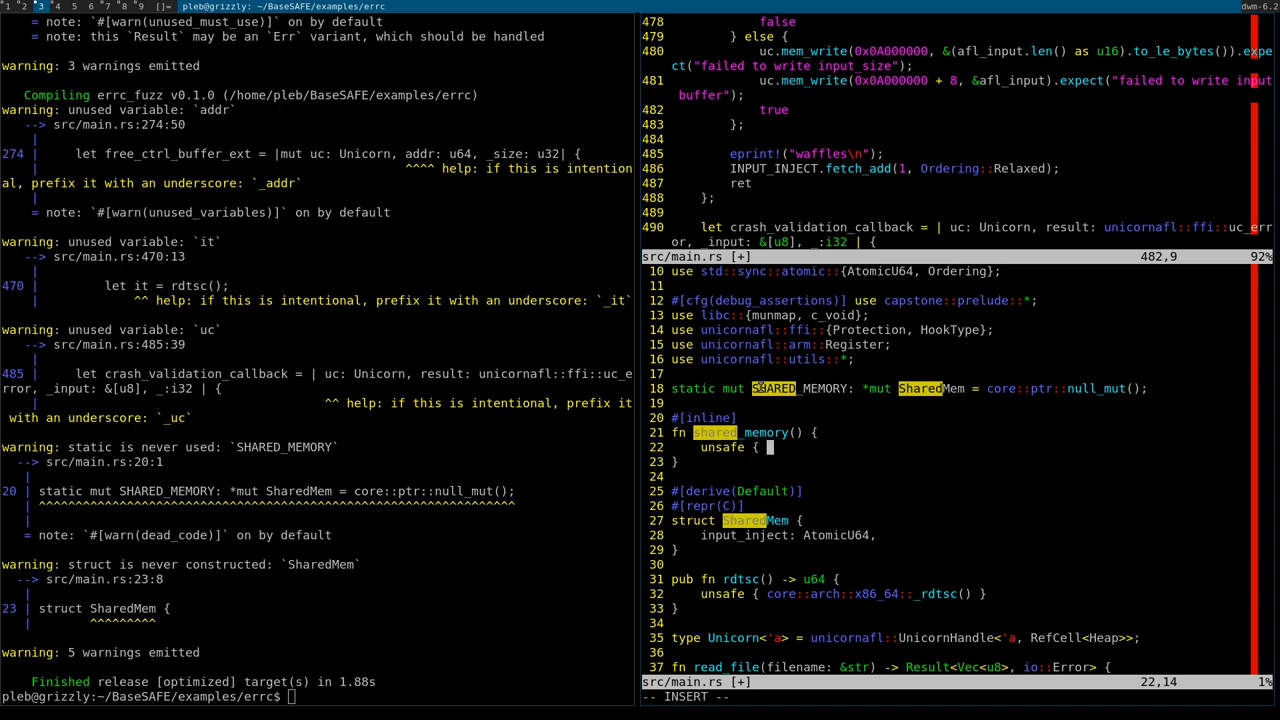 1 2 3 4 5 6 7 8 9 []= pleb@grizzly: ~/BaseSAFE/examples/errc dwm-6.2
= note: `#[warn(unused_must_use)]` on by default
= note: this `Result` may be an `Err` variant, which should be handled
warning: 3 warnings emitted
Compiling errc_fuzz v0.1.0 (/home/pleb/BaseSAFE/examples/errc)
warning: unused variable: `addr`
--> src/main.rs:274:50
|
274 |     let free_ctrl_buffer_ext = |mut uc: Unicorn, addr: u64, _size: u32| {
|                                                  ^^^^ help: if this is intention
al, prefix it with an underscore: `_addr`
|
= note: `#[warn(unused_variables)]` on by default
warning: unused variable: `it`
--> src/main.rs:470:13
|
470 |         let it = rdtsc();
|             ^^ help: if this is intentional, prefix it with an underscore: `_it`
warning: unused variable: `uc`
--> src/main.rs:485:39
|
485 |     let crash_validation_callback = | uc: Unicorn, result: unicornafl::ffi::uc_e
rror, _input: &[u8], _:i32 | {
|                                       ^^ help: if this is intentional, prefix it
with an underscore: `_uc`
warning: static is never used: `SHARED_MEMORY`
--> src/main.rs:20:1
|
20 | static mut SHARED_MEMORY: *mut SharedMem = core::ptr::null_mut();
| ^^^^^^^^^^^^^^^^^^^^^^^^^^^^^^^^^^^^^^^^^^^^^^^^^^^^^^^^^^^^^^^^^
|
= note: `#[warn(dead_code)]` on by default
warning: struct is never constructed: `SharedMem`
--> src/main.rs:23:8
|
23 | struct SharedMem {
|        ^^^^^^^^^
warning: 5 warnings emitted
Finished release [optimized] target(s) in 1.88s
pleb@grizzly:~/BaseSAFE/examples/errc$
478             false
479         } else {
480             uc.mem_write(0x0A000000, &(afl_input.len() as u16).to_le_bytes()).expe
ct("failed to write input_size");
481             uc.mem_write(0x0A000000 + 8, &afl_input).expect("failed to write input
buffer");
482             true
483         };
484
485         eprint!("waffles\n");
486         INPUT_INJECT.fetch_add(1, Ordering::Relaxed);
487         ret
488     };
489
490     let crash_validation_callback = | uc: Unicorn, result: unicornafl::ffi::uc_err
or, _input: &[u8], _:i32 | {
src/main.rs [+] 482,9 92%
10 use std::sync::atomic::{AtomicU64, Ordering};
11
12 #[cfg(debug_assertions)] use capstone::prelude::*;
13 use libc::{munmap, c_void};
14 use unicornafl::ffi::{Protection, HookType};
15 use unicornafl::arm::Register;
16 use unicornafl::utils::*;
17
18 static mut SHARED_MEMORY: *mut SharedMem = core::ptr::null_mut();
19
20 #[inline]
21 fn shared_memory() {
22     unsafe {
23 }
24
25 #[derive(Default)]
26 #[repr(C)]
27 struct SharedMem {
28     input_inject: AtomicU64,
29 }
30
31 pub fn rdtsc() -> u64 {
32     unsafe { core::arch::x86_64::_rdtsc() }
33 }
34
35 type Unicorn<'a> = unicornafl::UnicornHandle<'a, RefCell<Heap>>;
36
37 fn read_file(filename: &str) -> Result<Vec<u8>, io::Error> {
src/main.rs [+] 22,14 1%
-- INSERT --